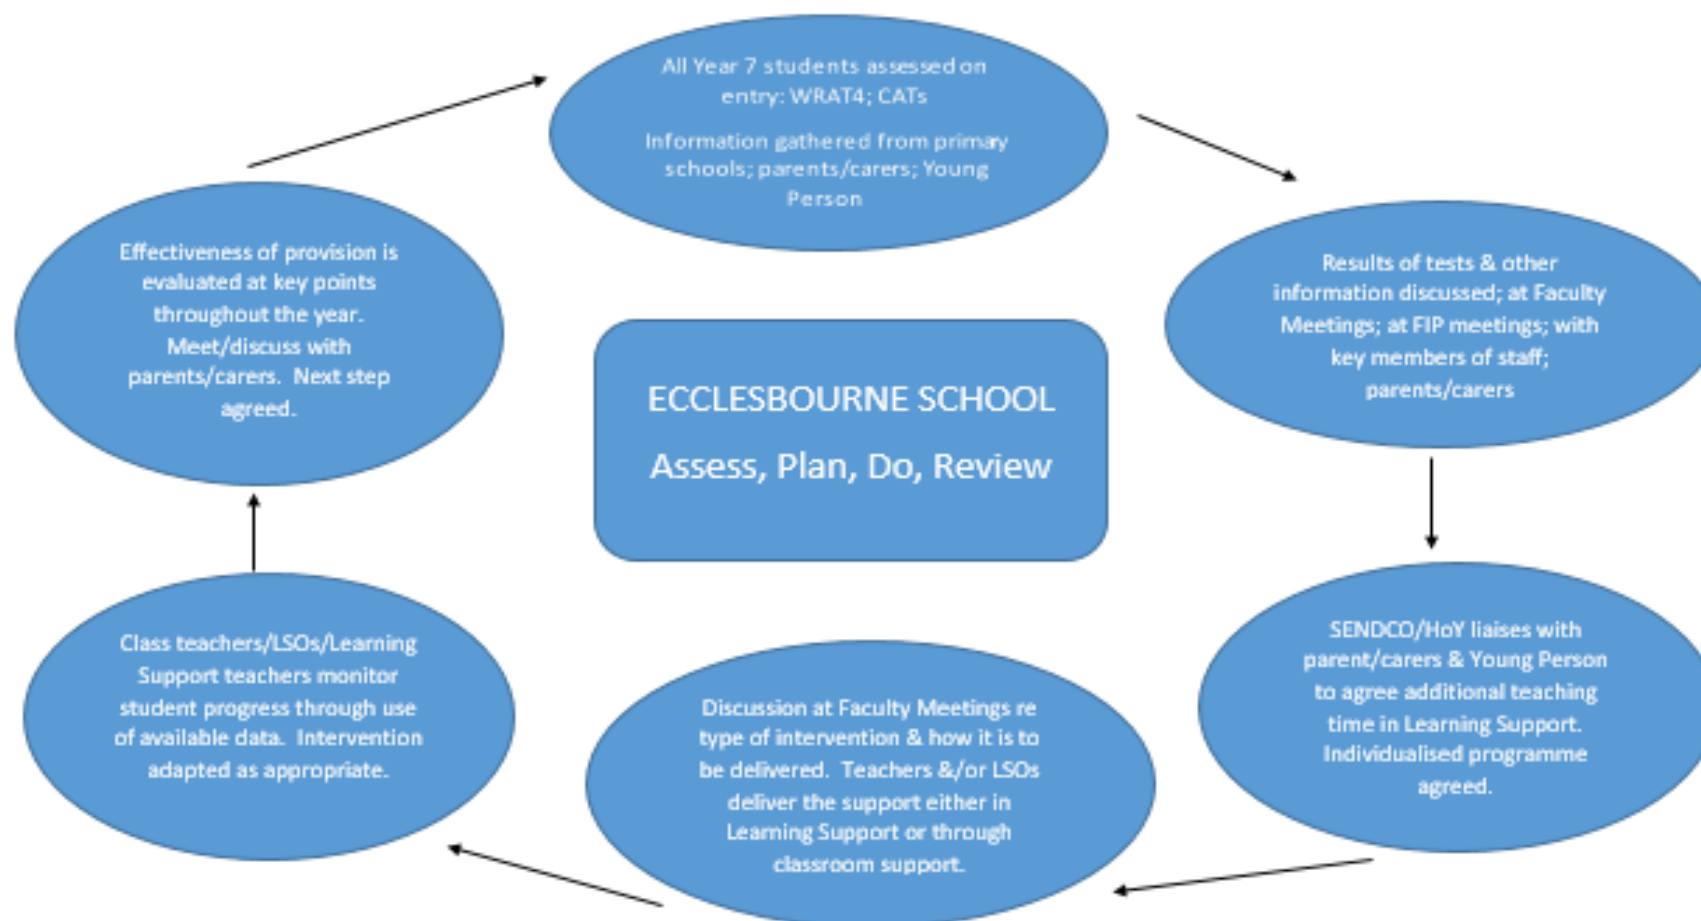 All Year 7 students assessed on
entry: WRAT4; CATs
Information gathered from primary
schools; parents/carers; Young
Person
Results of tests & other
information discussed; at Faculty
Meetings; at FIP meetings; with
key members of staff;
parents/carers
SENDCO/HoY liaises with
parent/carers & Young Person
to agree additional teaching
time in Learning Support.
Individualised programme
agreed.
Discussion at Faculty Meetings re
type of intervention & how it is to
be delivered. Teachers &/or LSOs
deliver the support either in
Learning Support or through
classroom support.
Class teachers/LSOs/Learning
Support teachers monitor
student progress through use
of available data. Intervention
adapted as appropriate.
Effectiveness of provision is
evaluated at key points
throughout the year.
Meet/discuss with
parents/carers. Next step
agreed.
ECCLESBOURNE SCHOOL
Assess, Plan, Do, Review